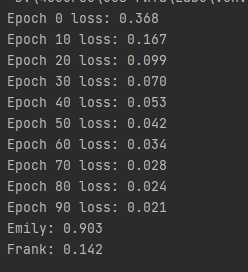 Epoch 0 loss: 0.368
Epoch 10 loss: 0.167
Epoch 20 loss: 0.099
Epoch 30 loss: 0.070
Epoch 40 loss: 0.053
Epoch 50 loss: 0.042
Epoch 60 loss: 0.034
Epoch 70 loss: 0.028
Epoch 80 loss: 0.024
Epoch 90 loss: 0.021
Emily: 0.903
Frank: 0.142